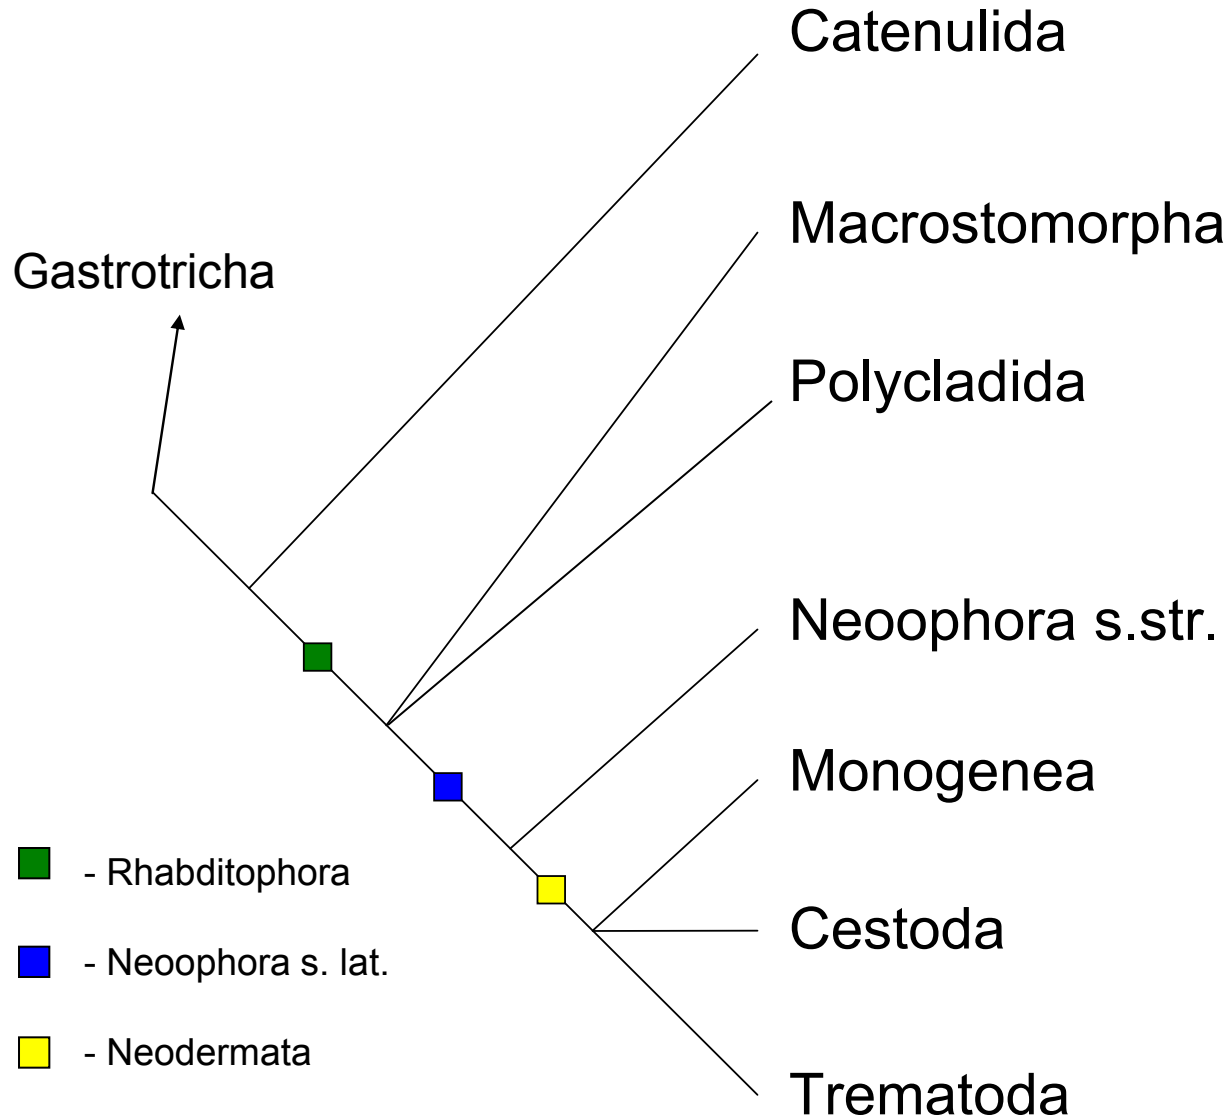 Catenulida
Macrostomorpha
Gastrotricha
Polycladida
Neoophora s.str.
Monogenea
- Rhabditophora
Cestoda
- Neoophora s. lat.
- Neodermata
Trematoda